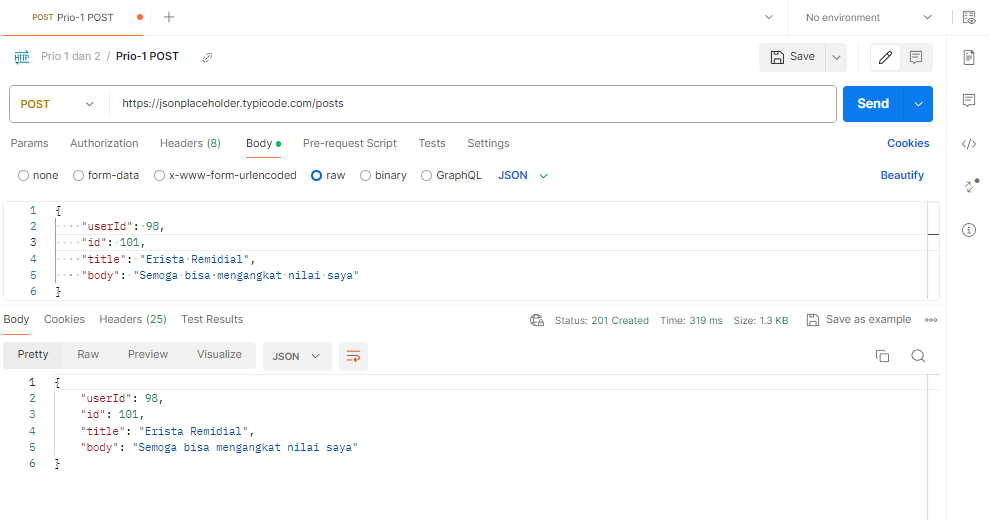 POST Prio-1 POST
No environment
HTTP Prio 1 dan 2 / Prio-1 POST
Save
POST https://jsonplaceholder.typicode.com/posts
Send
Params Authorization Headers (8) Body Pre-request Script Tests Settings Cookies
none form-data x-www-form-urlencoded raw binary GraphQL JSON Beautify
1 {
2 "userId": 98,
3 "id": 101,
4 "title": "Erista Remidial",
5 "body": "Semoga bisa mengangkat nilai saya"
6 }
Body Cookies Headers (25) Test Results Status: 201 Created Time: 319 ms Size: 1.3 KB Save as example
Pretty Raw Preview Visualize JSON
1 {
2 "userId": 98,
3 "id": 101,
4 "title": "Erista Remidial",
5 "body": "Semoga bisa mengangkat nilai saya"
6 }